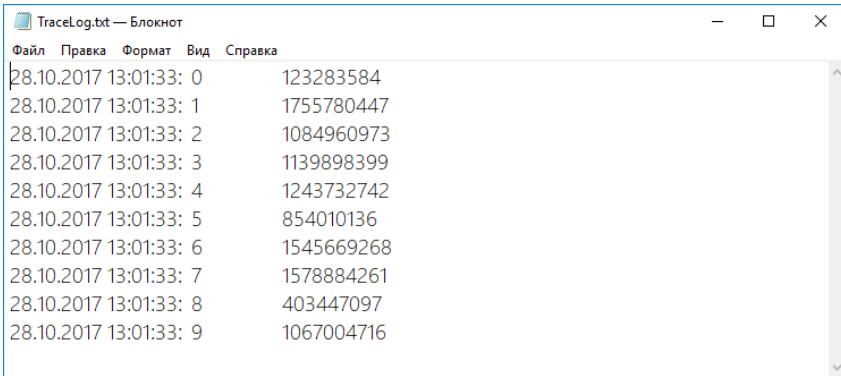 TraceLog.txt — Блокнот
Файл Правка Формат Вид Справка
28.10.2017 13:01:33: 0 123283584
28.10.2017 13:01:33: 1 1755780447
28.10.2017 13:01:33: 2 1084960973
28.10.2017 13:01:33: 3 1139898399
28.10.2017 13:01:33: 4 1243732742
28.10.2017 13:01:33: 5 854010136
28.10.2017 13:01:33: 6 1545669268
28.10.2017 13:01:33: 7 1578884261
28.10.2017 13:01:33: 8 403447097
28.10.2017 13:01:33: 9 1067004716